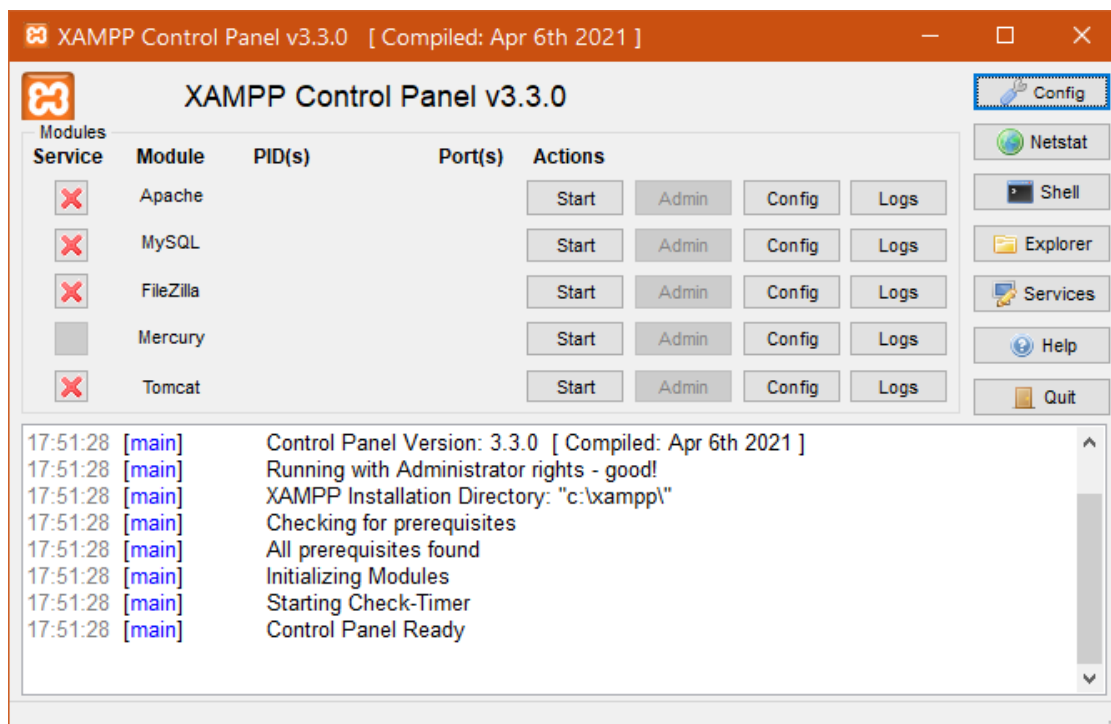 XAMPP Control Panel v3.3.0 [ Compiled: Apr 6th 2021 ]
XAMPP Control Panel v3.3.0
Config
Netstat
Shell
Explorer
Services
Help
Quit
Modules
Service Module PID(s) Port(s) Actions
Apache Start Admin Config Logs
MySQL Start Admin Config Logs
FileZilla Start Admin Config Logs
Mercury Start Admin Config Logs
Tomcat Start Admin Config Logs
17:51:28 [main] Control Panel Version: 3.3.0 [ Compiled: Apr 6th 2021 ]
17:51:28 [main] Running with Administrator rights - good!
17:51:28 [main] XAMPP Installation Directory: "c:\xampp\"
17:51:28 [main] Checking for prerequisites
17:51:28 [main] All prerequisites found
17:51:28 [main] Initializing Modules
17:51:28 [main] Starting Check-Timer
17:51:28 [main] Control Panel Ready